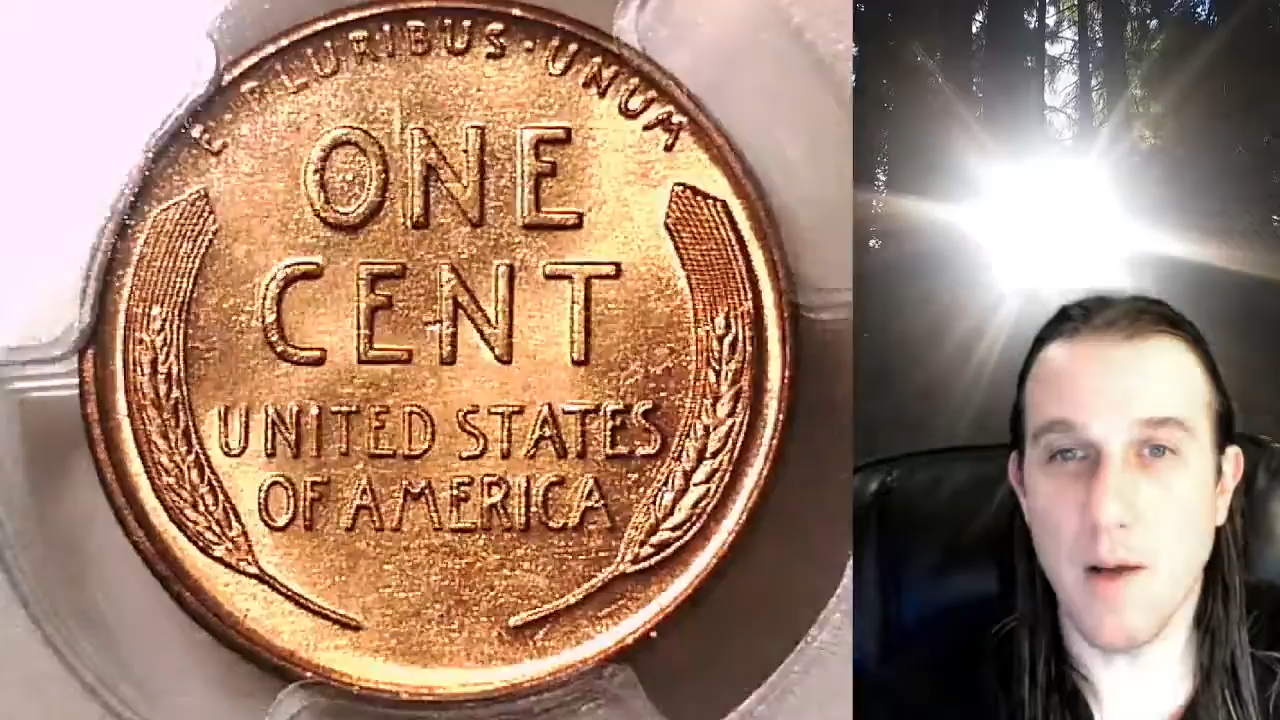 E·PLURIBUS·UNUM
ONE
CENT
UNITED STATES
OF AMERICA